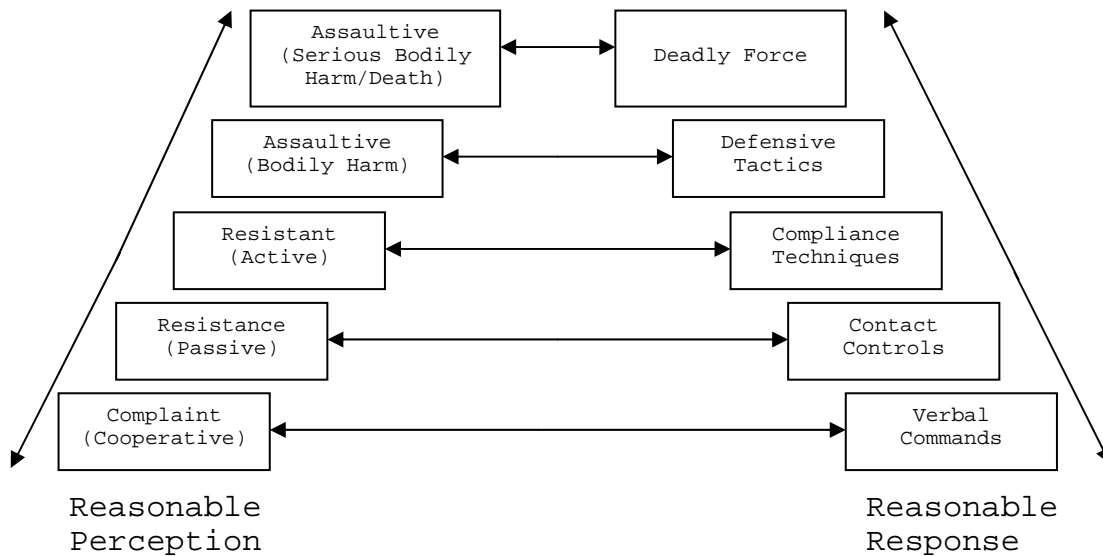 Assaultive
(Serious Bodily
Harm/Death)
Deadly Force
Assaultive
(Bodily Harm)
Defensive
Tactics
Resistant
(Active)
Compliance
Techniques
Resistance
(Passive)
Contact
Controls
Complaint
(Cooperative)
Verbal
Commands
Reasonable
Perception
Reasonable
Response